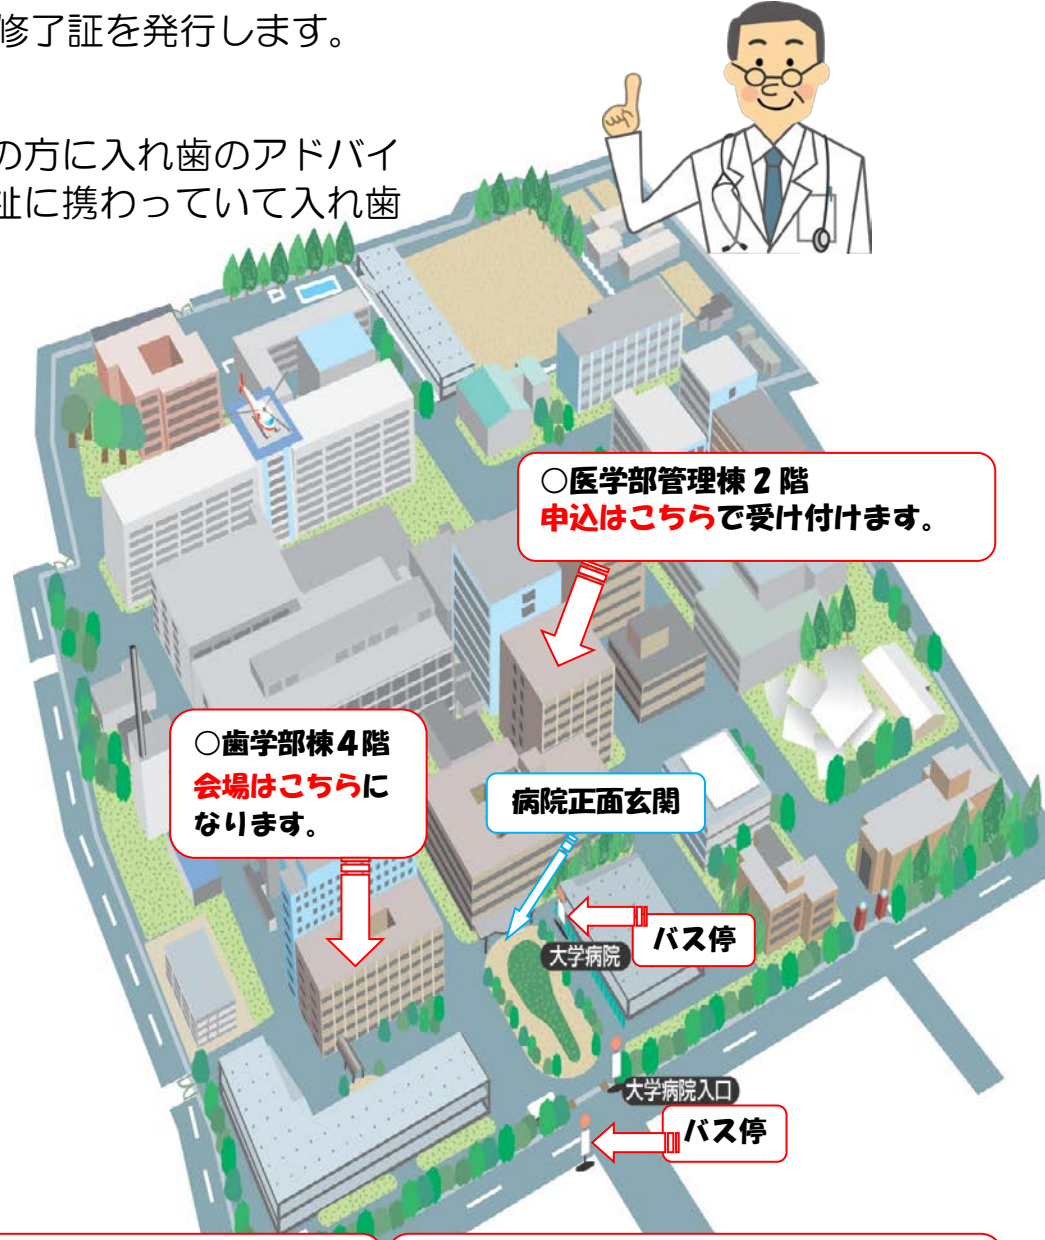 修了証を発行します。
の方に入れ歯のアドバイ
祉に携わっていて入れ歯
○医学部管理棟２階
申込はこちらで受け付けます。
○歯学部棟４階
会場はこちらに
なります。
病院正面玄関
バス停
大学病院
大学病院入口
バス停